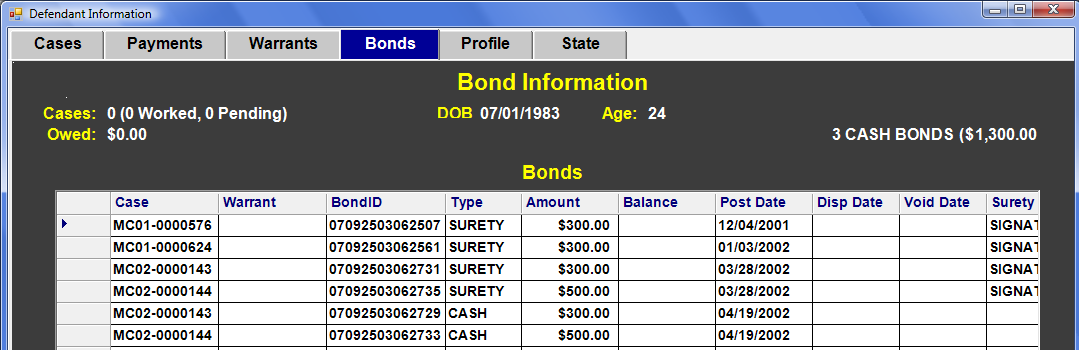 Defendant Information
Cases Payments Warrants Bonds Profile State
Bond Information
Cases: 0 (0 Worked, 0 Pending) DOB 07/01/1983 Age: 24
Owed: $0.00 3 CASH BONDS ($1,300.00
Bonds
Case Warrant BondID Type Amount Balance Post Date Disp Date Void Date Surety
MC01-0000576 07092503062507 SURETY $300.00 12/04/2001 SIGNAT
MC01-0000624 07092503062561 SURETY $300.00 01/03/2002 SIGNAT
MC02-0000143 07092503062731 SURETY $300.00 03/28/2002 SIGNAT
MC02-0000144 07092503062735 SURETY $500.00 03/28/2002 SIGNAT
MC02-0000143 07092503062729 CASH $300.00 04/19/2002
MC02-0000144 07092503062733 CASH $500.00 04/19/2002